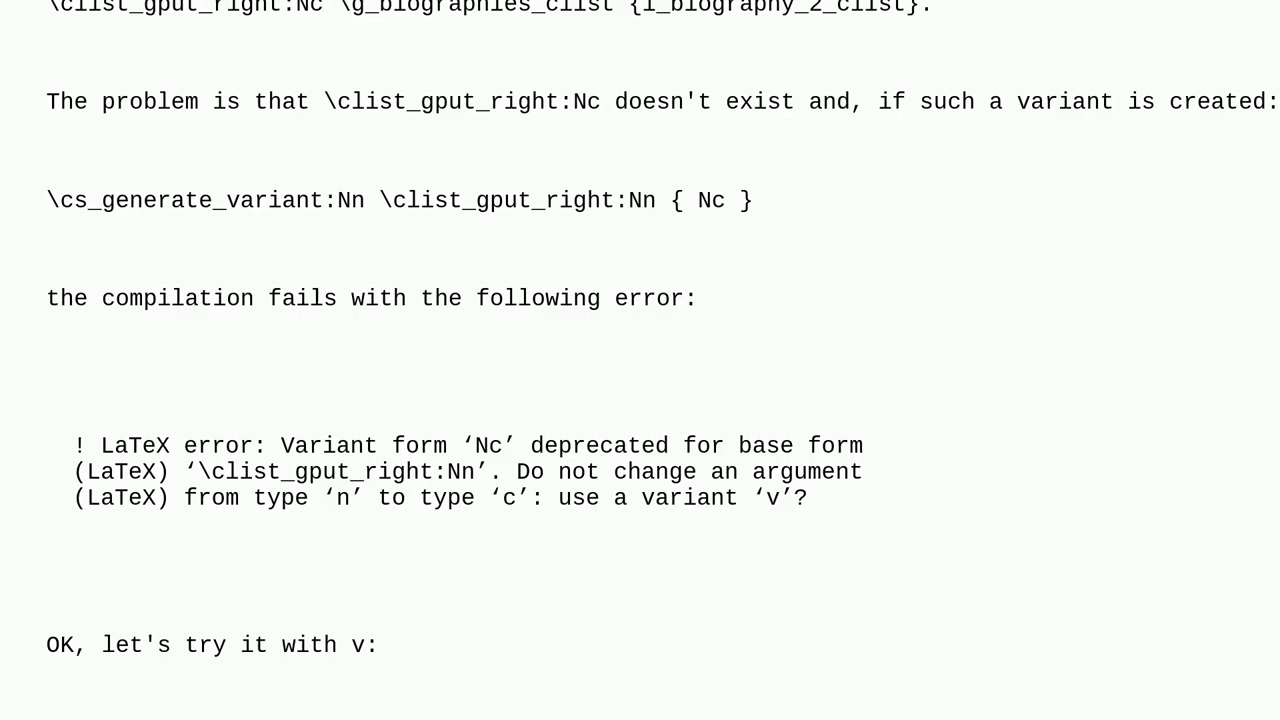 \clist_gput_right:Nc \g_biographies_clist {l_biography_2_clist}.
The problem is that \clist_gput_right:Nc doesn't exist and, if such a variant is created:
\cs_generate_variant:Nn \clist_gput_right:Nn { Nc }
the compilation fails with the following error:
! LaTeX error: Variant form ‘Nc’ deprecated for base form
(LaTeX) ‘\clist_gput_right:Nn’. Do not change an argument
(LaTeX) from type ‘n’ to type ‘c’: use a variant ‘v’?
OK, let's try it with v: